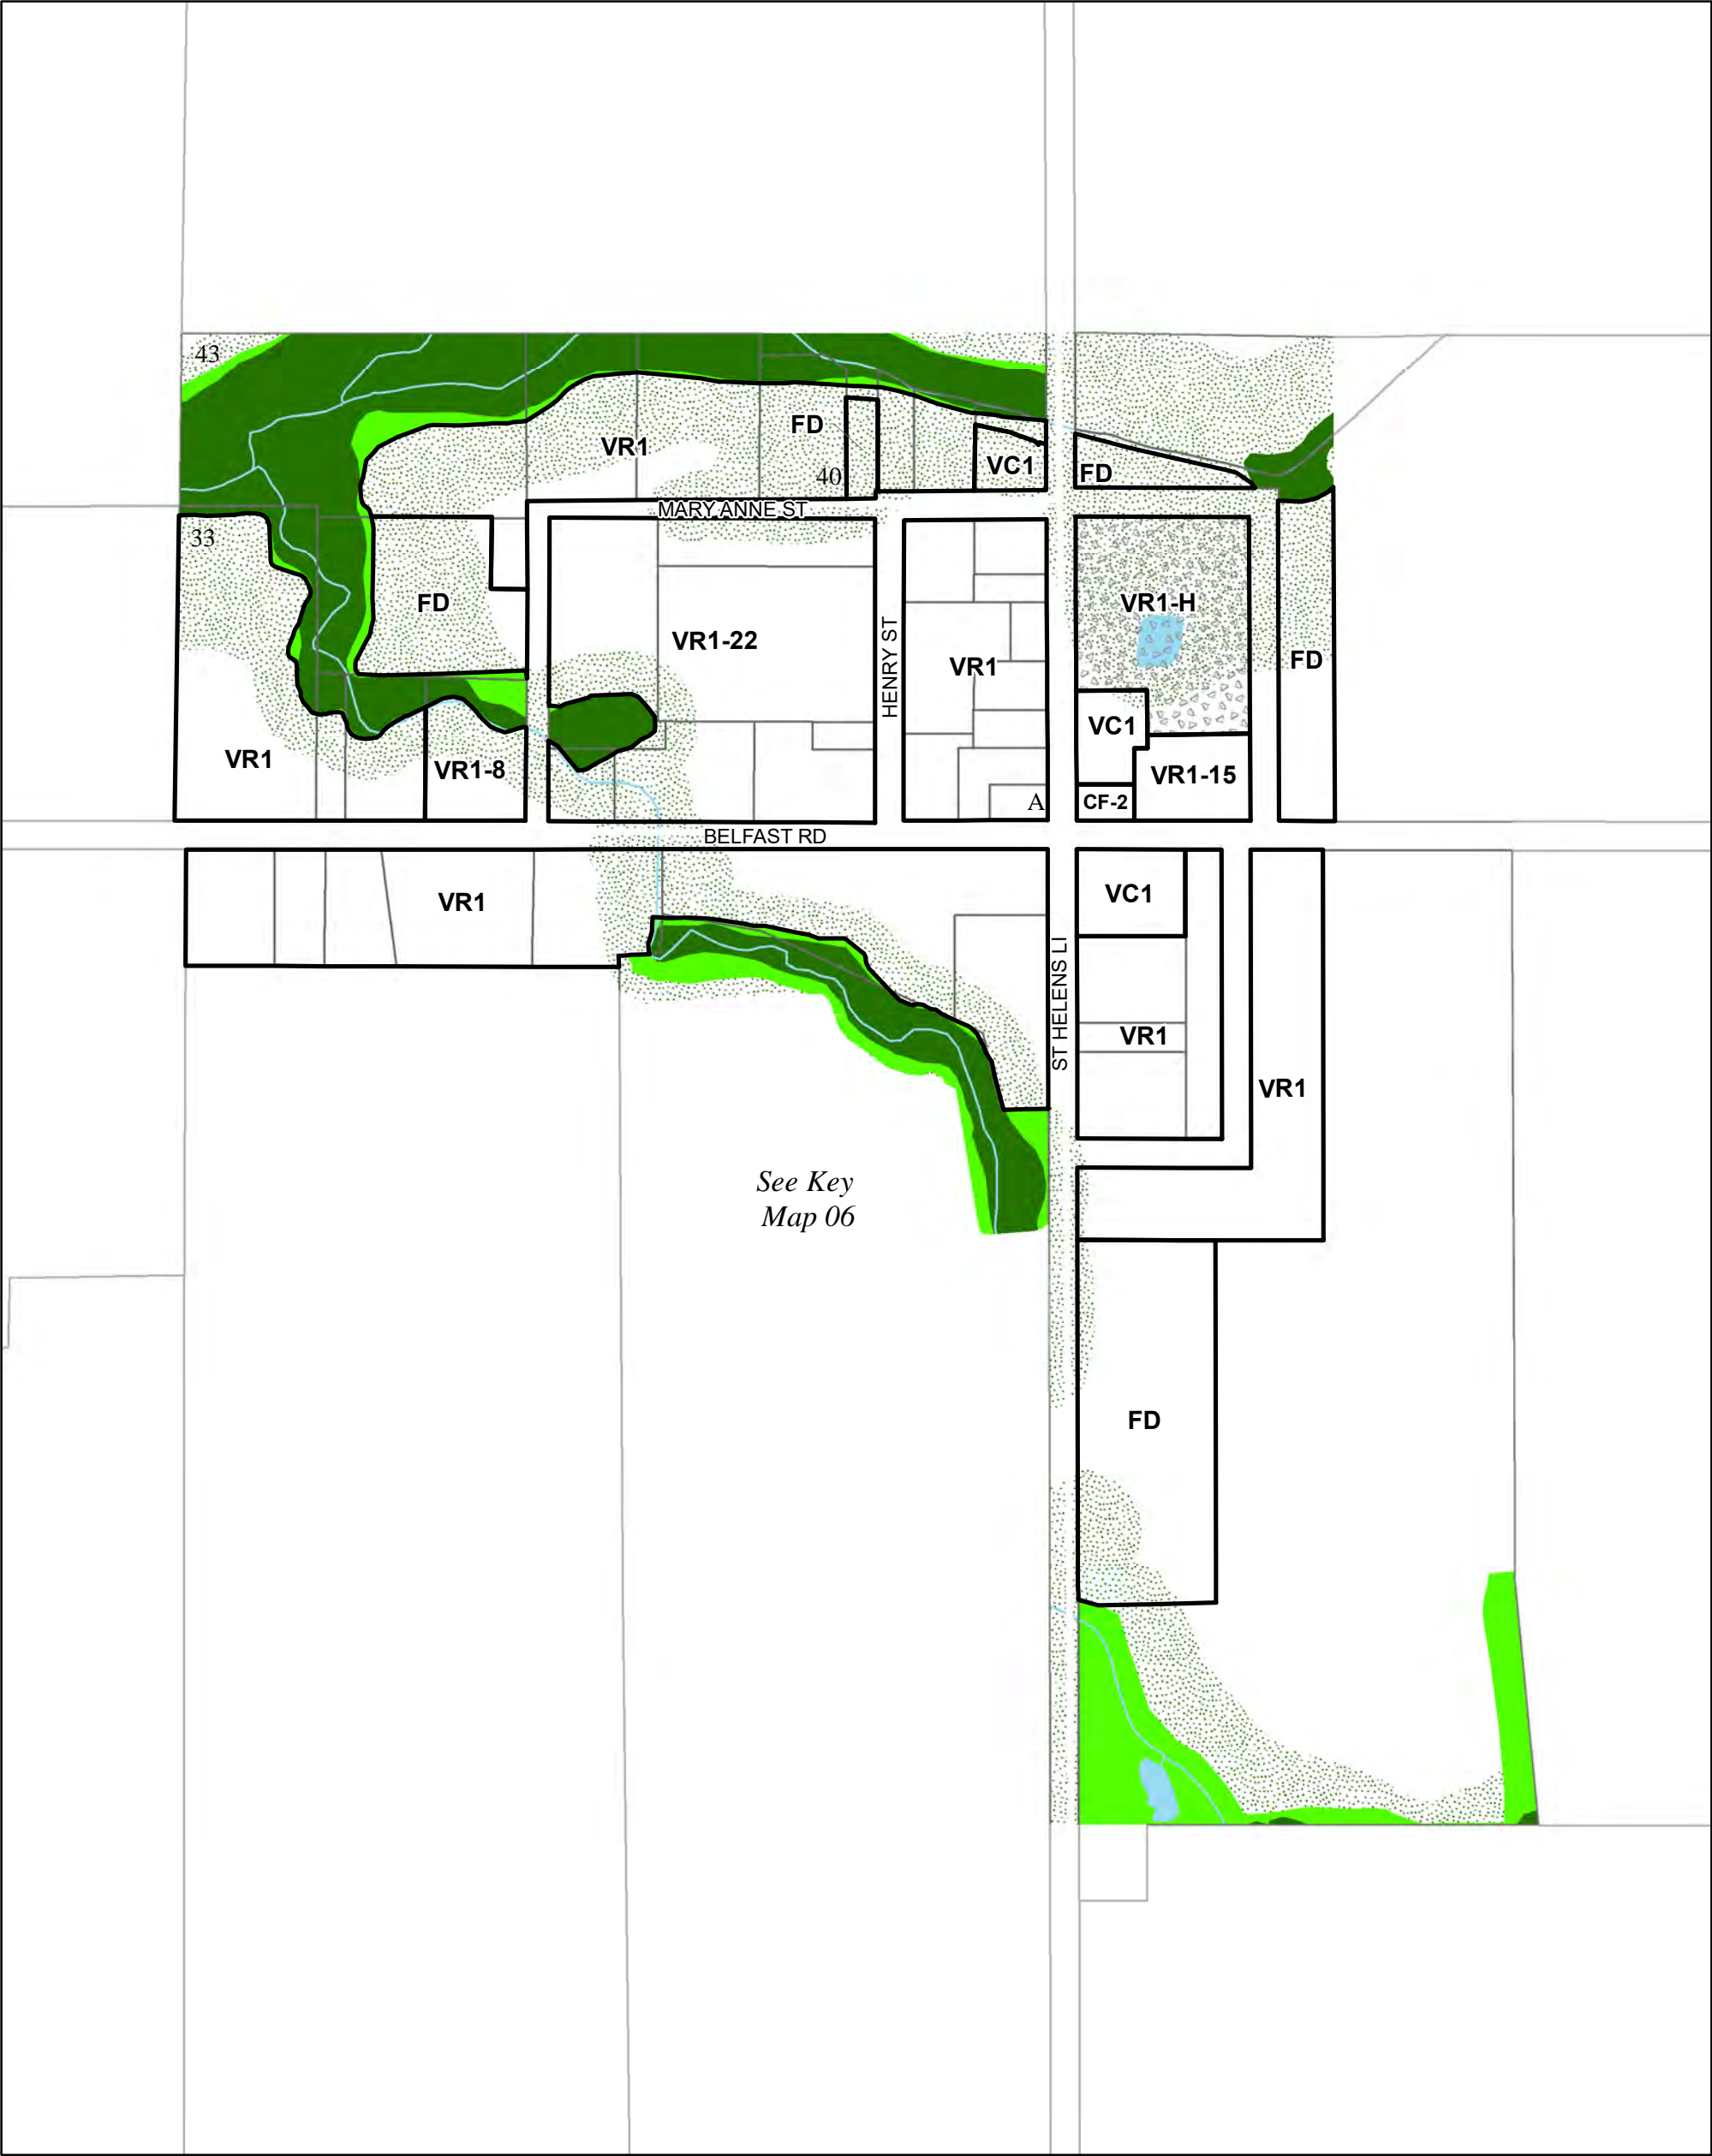 43
FD
VR1
VC1
40
FD
MARY ANNE ST
33
FD
VR1-H
VR1-22
HENRY ST
VR1
FD
VC1
VR1
VR1-8
VR1-15
A
CF-2
BELFAST RD
VR1
VC1
ST HELENS LI
VR1
VR1
See Key
Map 06
FD